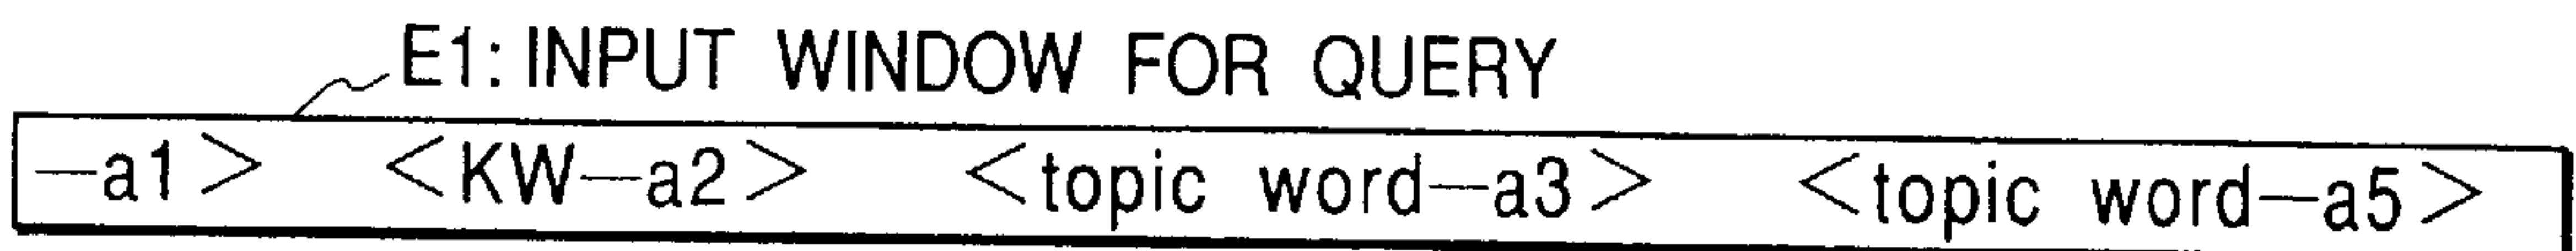 E1: INPUT WINDOW FOR QUERY
—a1> <KW—a2> <topic word—a3> <topic word—a5>